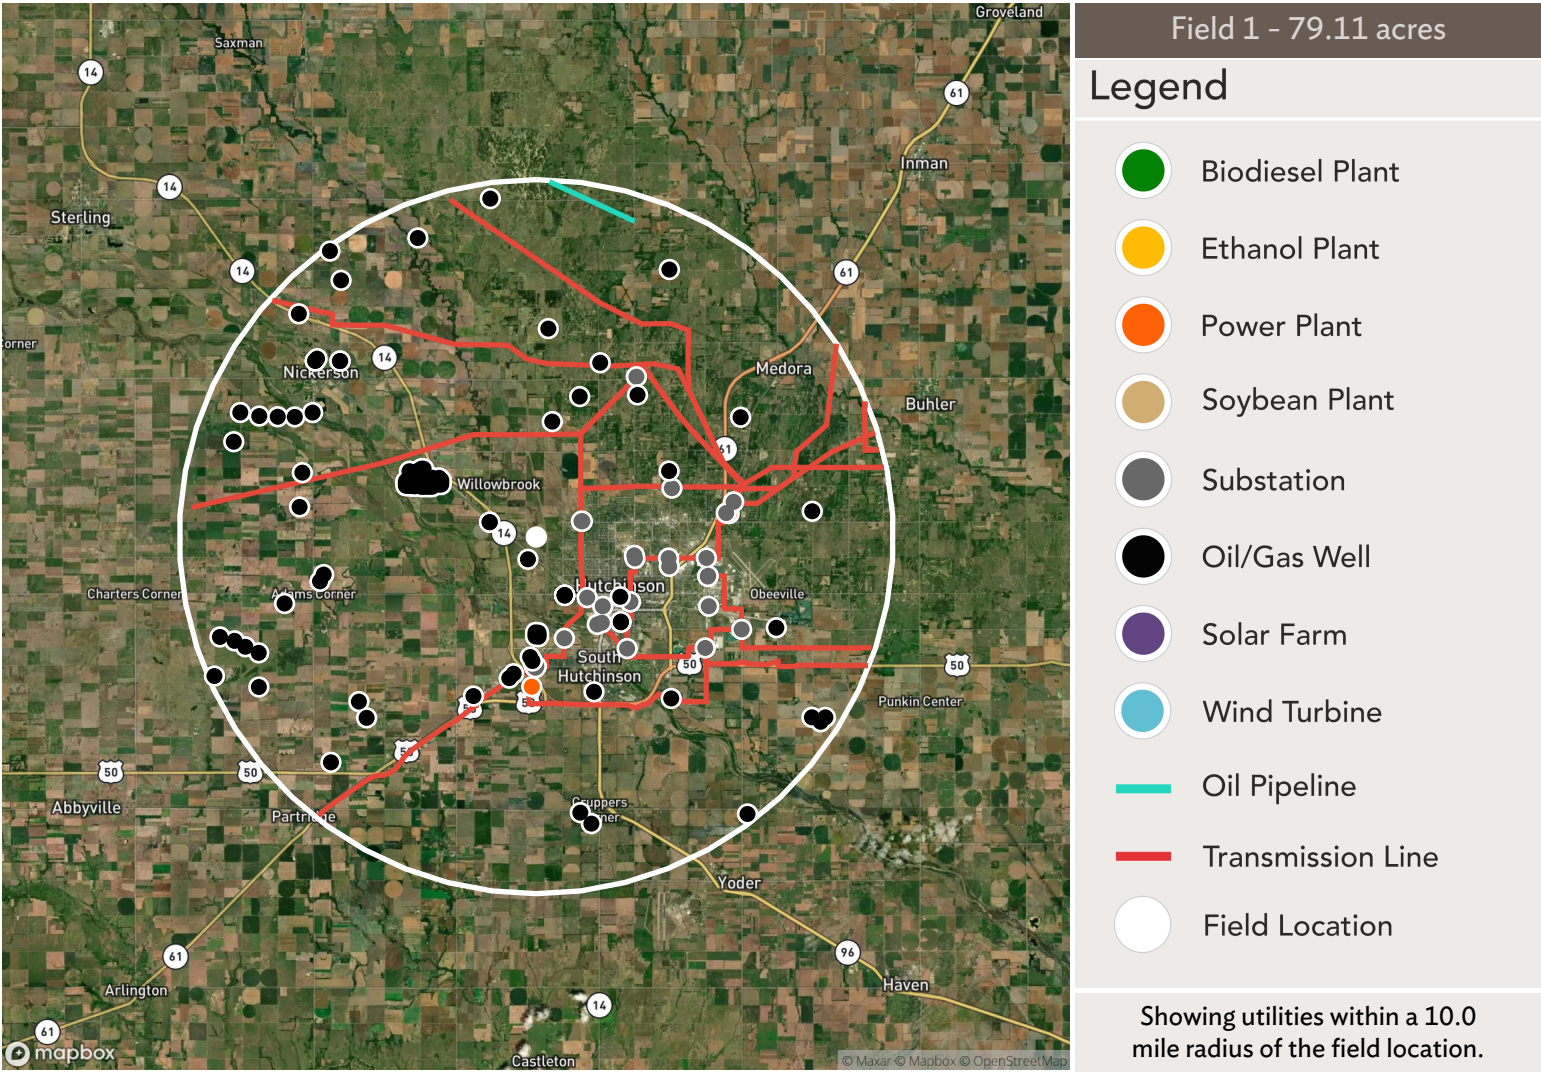 Groveland
Saxman
14
61
Inman
14
Sterling
14
61
Corner
14
Nickerson
Medora
Buhler
61
Willowbrook
14
Charters Corner
Adams Corner
Hutchinson
Obeeville
South
Hutchinson
50
50
Punkin Center
50
50
Abbyville
Partridge
Yoder
61
96
Haven
Arlington
14
61
mapbox
Castleton
© Maxar © Mapbox © OpenStreetMap
Field 1 - 79.11 acres
Legend
Biodiesel Plant
Ethanol Plant
Power Plant
Soybean Plant
Substation
Oil/Gas Well
Solar Farm
Wind Turbine
Oil Pipeline
Transmission Line
Field Location
Showing utilities within a 10.0
mile radius of the field location.